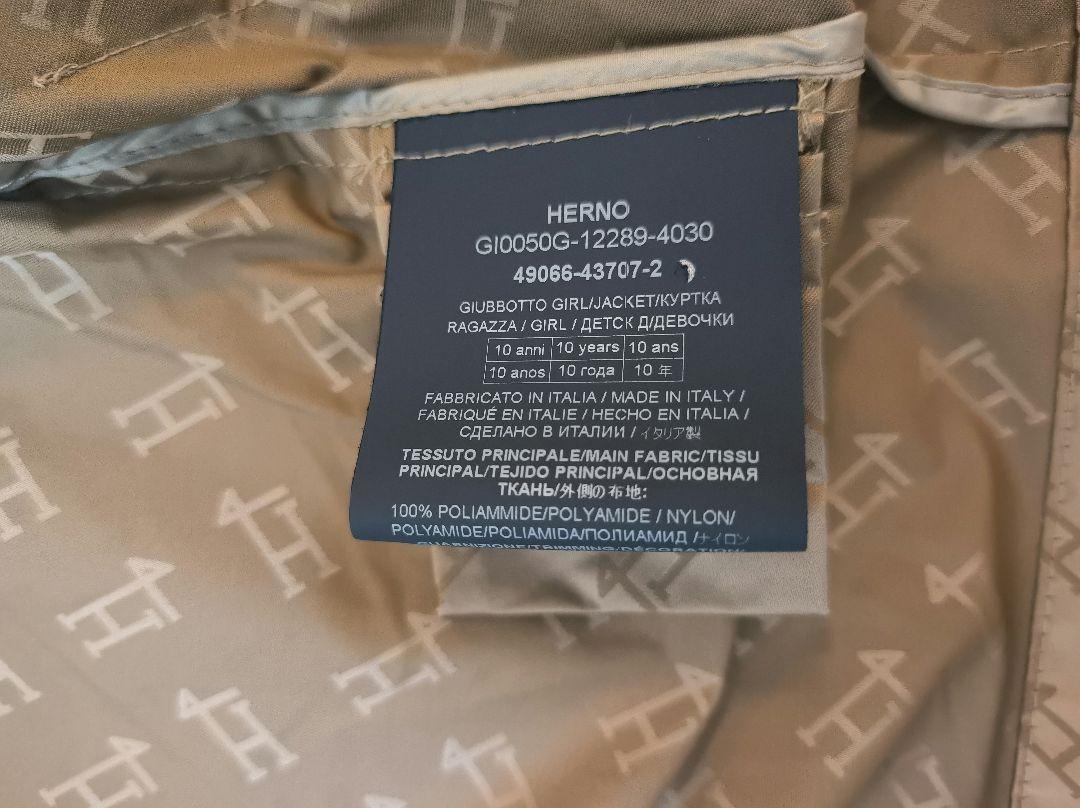 HERNO
GI0050G-12289-4030
49066-43707-2
GIUBBOTTO GIRL/JACKET/КУРТКА
RAGAZZA / GIRL / ДЕТСК Д/ДЕВОЧКИ
10 anni 10 years 10 ans
10 anos 10 года 10 年
FABBRICATO IN ITALIA / MADE IN ITALY /
FABRIQUÉ EN ITALIE / HECHO EN ITALIA /
СДЕЛАНО В ИТАЛИИ / イタリア製
TESSUTO PRINCIPALE/MAIN FABRIC/TISSU
PRINCIPAL/TEJIDO PRINCIPAL/ОСНОВНАЯ
ТКАНЬ/外側の布地:
100% POLIAMMIDE/POLYAMIDE / NYLON/
POLYAMIDE/POLIAMIDA/ПОЛИАМИД /ナイロン
GUARNIZIONE/TRIMMING/DÉCORATION/